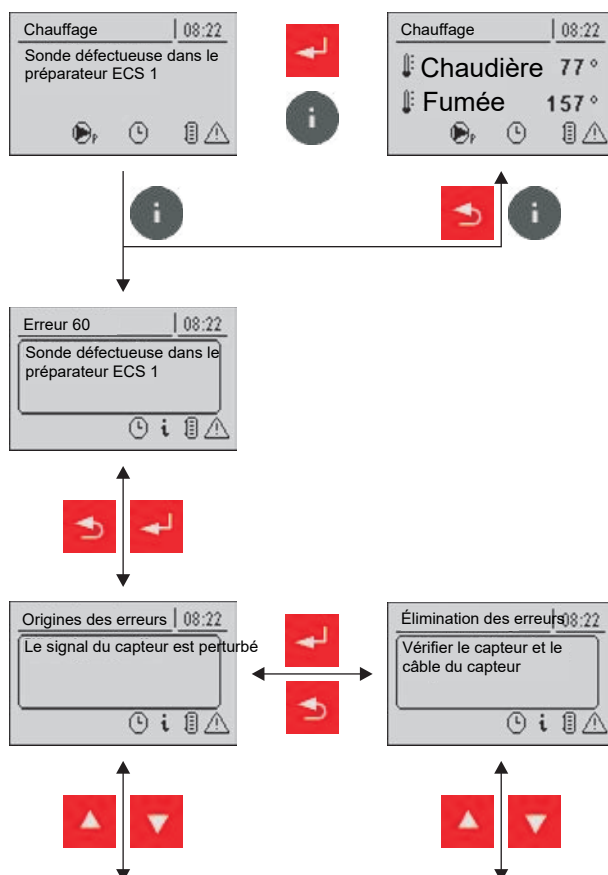 Chauffage 08:22
Sonde défectueuse dans le
préparateur ECS 1
P
i
Chauffage 08:22
Chaudière 77°
Fumée 157°
P
i
i
Erreur 60 08:22
Sonde défectueuse dans le
préparateur ECS 1
i
Origines des erreurs 08:22
Le signal du capteur est perturbé
i
Élimination des erreurs 08:22
Vérifier le capteur et le
câble du capteur
i